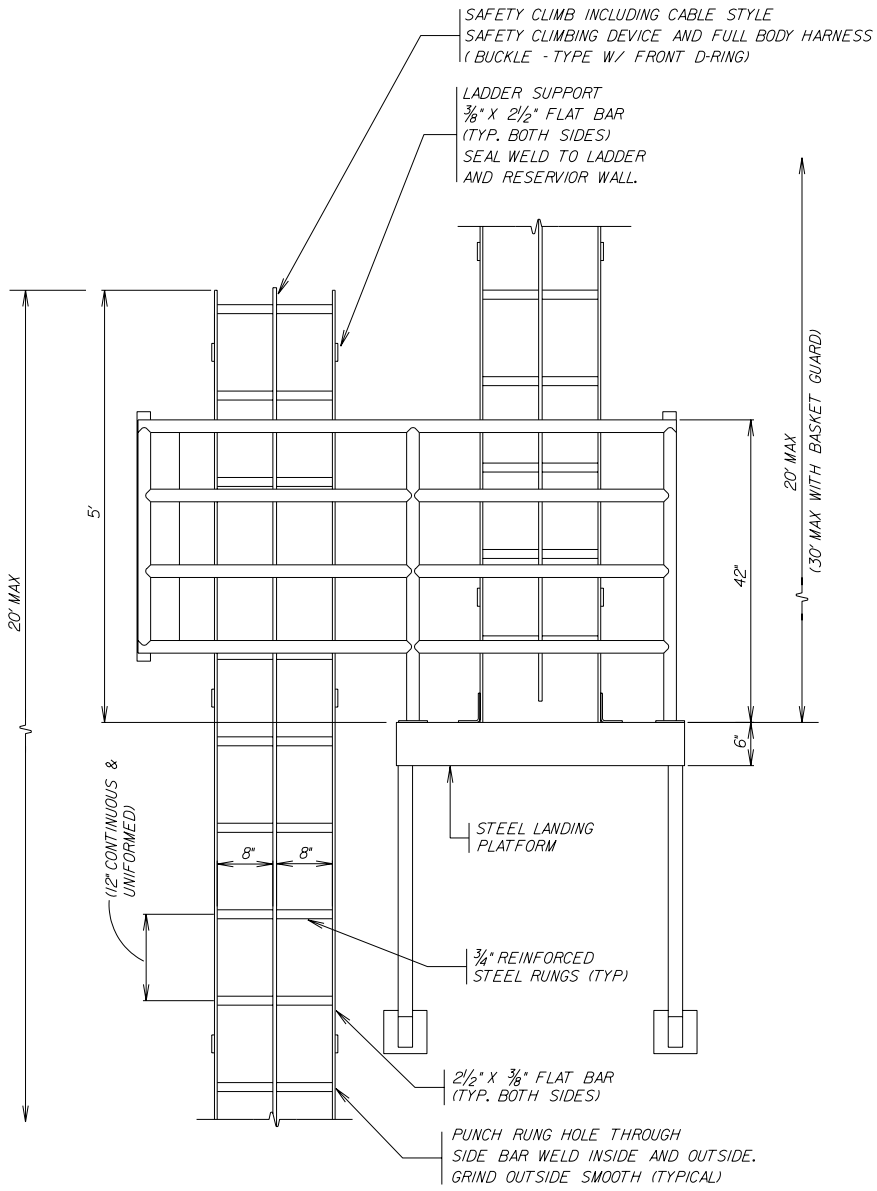 SAFETY CLIMB INCLUDING CABLE STYLE
SAFETY CLIMBING DEVICE AND FULL BODY HARNESS
( BUCKLE - TYPE W/ FRONT D-RING)
LADDER SUPPORT
3/8" X 2 1/2" FLAT BAR
(TYP. BOTH SIDES)
SEAL WELD TO LADDER
AND RESERVIOR WALL.
20' MAX
5'
20' MAX
(30' MAX WITH BASKET GUARD)
42"
6"
(12" CONTINUOUS &
UNIFORMED)
8"
8"
STEEL LANDING
PLATFORM
3/4" REINFORCED
STEEL RUNGS (TYP)
2 1/2" X 3/8" FLAT BAR
(TYP. BOTH SIDES)
PUNCH RUNG HOLE THROUGH
SIDE BAR WELD INSIDE AND OUTSIDE.
GRIND OUTSIDE SMOOTH (TYPICAL)